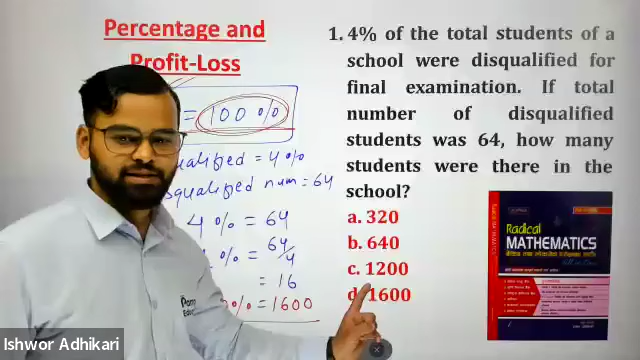 Percentage and
Profit-Loss
= 100 %
qualified = 4 %
squalified num = 64
4 % = 64
% = 64/4
= 16
% = 1600
1. 4% of the total students of a
school were disqualified for
final examination. If total
number of disqualified
students was 64, how many
students were there in the
school?
a. 320
b. 640
c. 1200
d. 1600
Radical
MATHEMATICS
Ishwor Adhikari